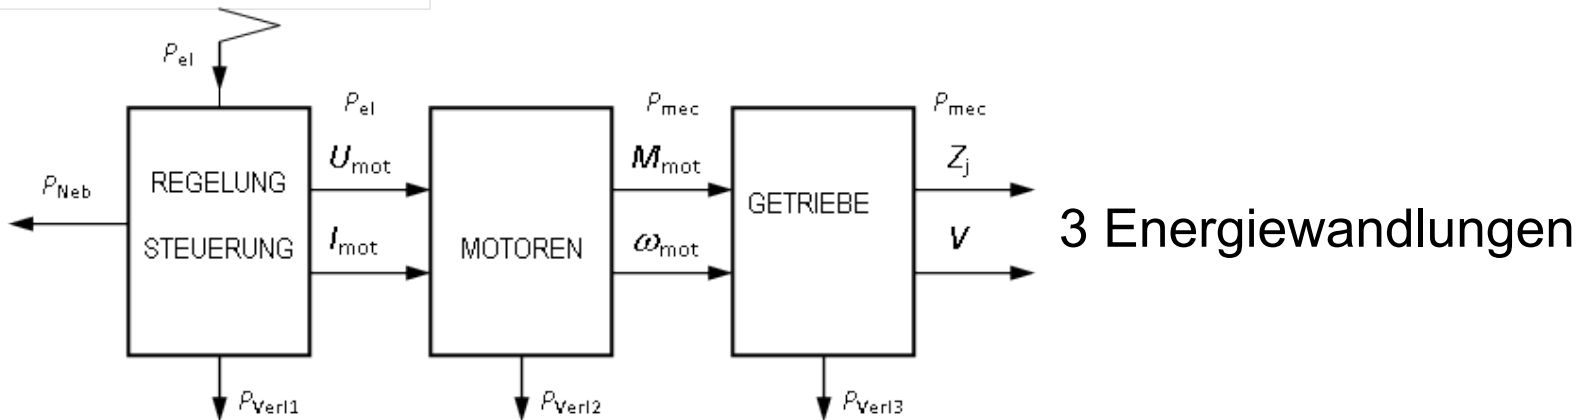 P_el
P_el
P_mec
P_mec
U_mot
M_mot
Z_j
P_Neb
REGELUNG
GETRIEBE
3 Energiewandlungen
STEUERUNG
I_mot
MOTOREN
ω_mot
V
P_Verl1
P_Verl2
P_Verl3